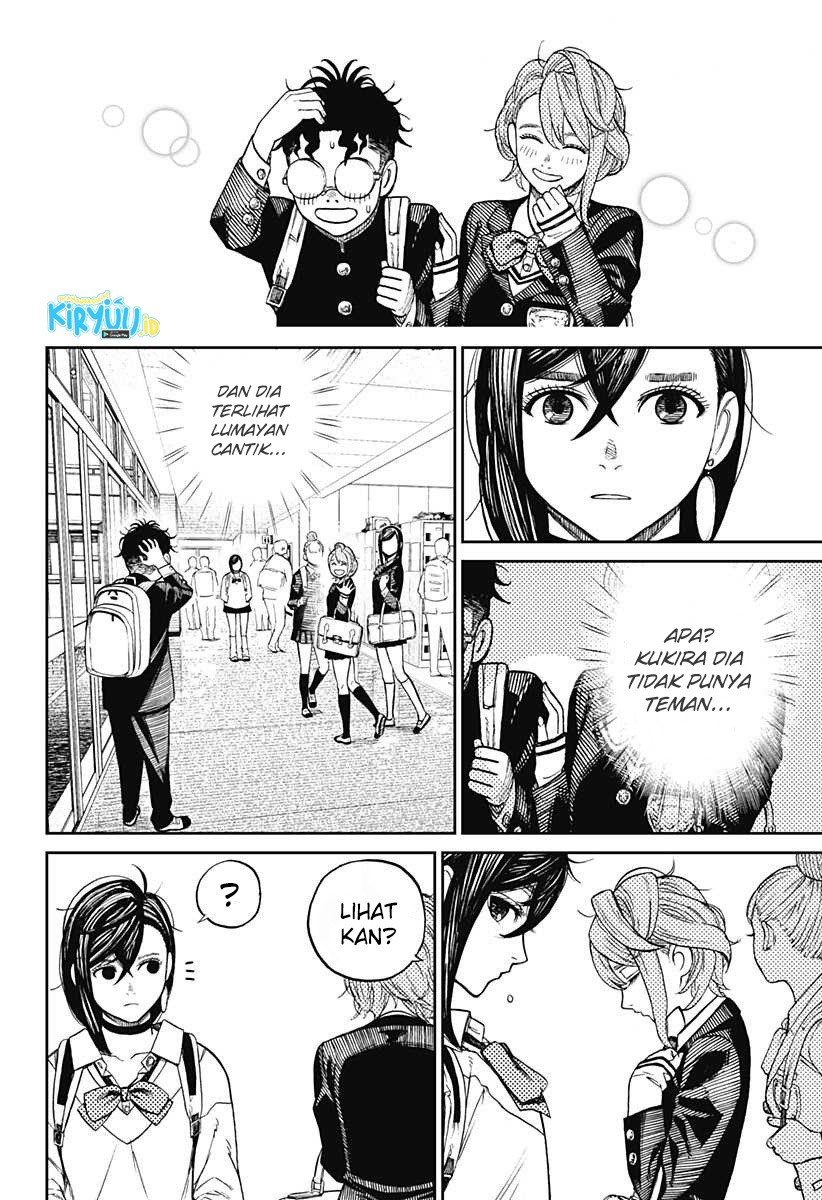 KIRYUU.ID
APA?
KUKIRA DIA
TIDAK PUNYA
TEMAN...
DAN DIA
TERLIHAT
LUMAYAN
CANTIK...
LIHAT
KAN?
?